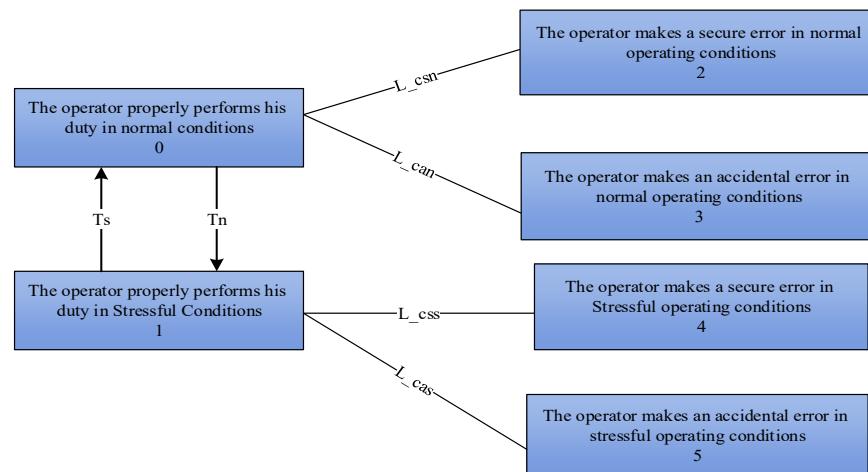 The operator properly performs his
duty in normal conditions
0
Ts
Tn
The operator properly performs his
duty in Stressful Conditions
1
L_csn
L_can
L_css
L_cas
The operator makes a secure error in normal
operating conditions
2
The operator makes an accidental error in
normal operating conditions
3
The operator makes a secure error in
Stressful operating conditions
4
The operator makes an accidental error in
stressful operating conditions
5